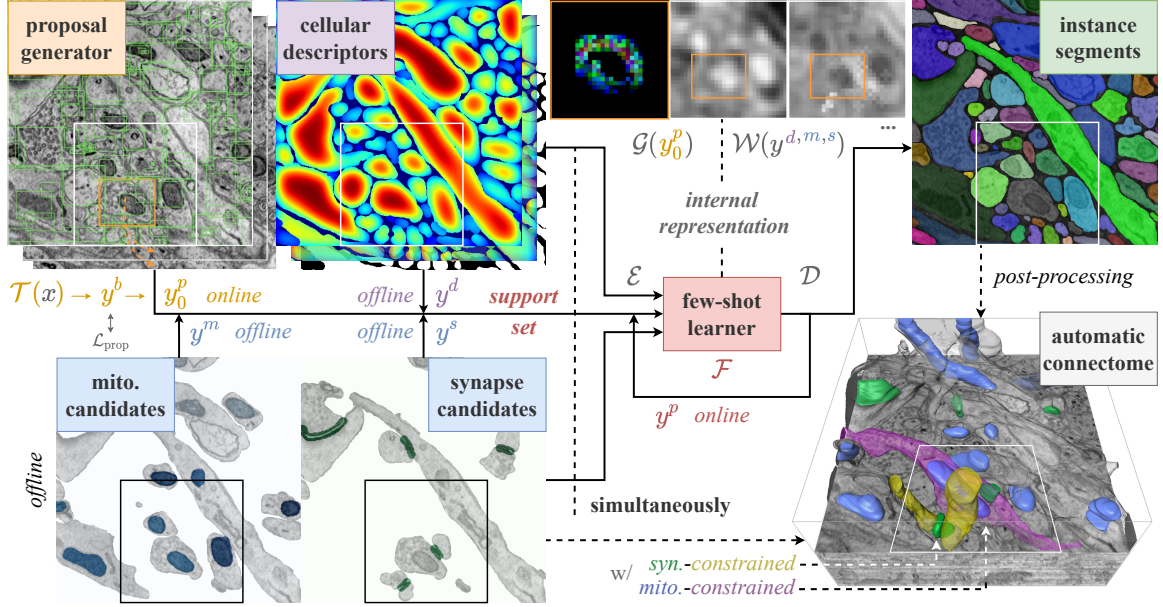 proposal
generator
cellular
descriptors
instance
segments
𝒢(y₀ᵖ) 𝒲(yᵈ,ᵐ,ˢ) ...
internal
representation
𝒯(x) → yᵇ → y₀ᵖ online
offline yᵈ support
set
ℰ
few-shot
learner
𝒟
ℱ
post-processing
ℒprop
yᵐ offline
offline yˢ
yᵖ online
automatic
connectome
mito.
candidates
synapse
candidates
offline
simultaneously
w/ syn.-constrained
mito.-constrained